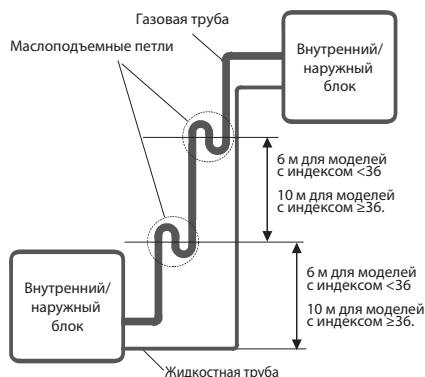 Газовая труба
Маслоподъемные петли
Внутренний/
наружный
блок
6 м для моделей
с индексом <36
10 м для моделей
с индексом ≥36.
6 м для моделей
с индексом <36
10 м для моделей
с индексом ≥36.
Внутренний/
наружный
блок
Жидкостная труба